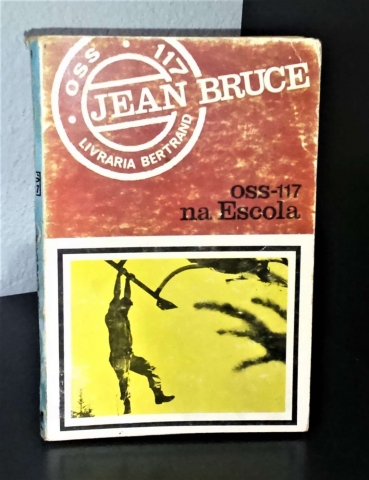 OSS · 117
JEAN BRUCE
LIVRARIA BERTRAND
OSS-117
na Escola